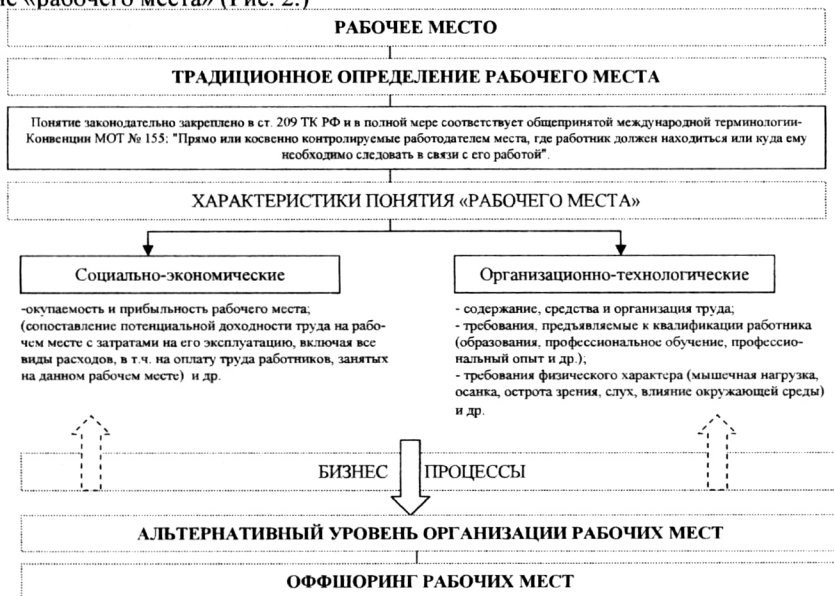 «рабочего места» (Рис. 2.)
РАБОЧЕЕ МЕСТО
ТРАДИЦИОННОЕ ОПРЕДЕЛЕНИЕ РАБОЧЕГО МЕСТА
Понятие законодательно закреплено в ст. 209 ТК РФ и в полной мере соответствует общепринятой международной терминологии-
Конвенции МОТ № 155: "Прямо или косвенно контролируемые работодателем места, где работник должен находиться или куда ему
необходимо следовать в связи с его работой".
ХАРАКТЕРИСТИКИ ПОНЯТИЯ «РАБОЧЕГО МЕСТА»
Социально-экономические
-окупаемость и прибыльность рабочего места;
(сопоставление потенциальной доходности труда на рабо-
чем месте с затратами на его эксплуатацию, включая все
виды расходов, в т.ч. на оплату труда работников, занятых
на данном рабочем месте) и др.
Организационно-технологические
- содержание, средства и организация труда;
- требования, предъявляемые к квалификации работника
(образования, профессиональное обучение, профессио-
нальный опыт и др.);
- требования физического характера (мышечная нагрузка,
осанка, острота зрения, слух, влияние окружающей среды)
и др.
БИЗНЕС ПРОЦЕССЫ
АЛЬТЕРНАТИВНЫЙ УРОВЕНЬ ОРГАНИЗАЦИИ РАБОЧИХ МЕСТ
ОФФШОРИНГ РАБОЧИХ МЕСТ